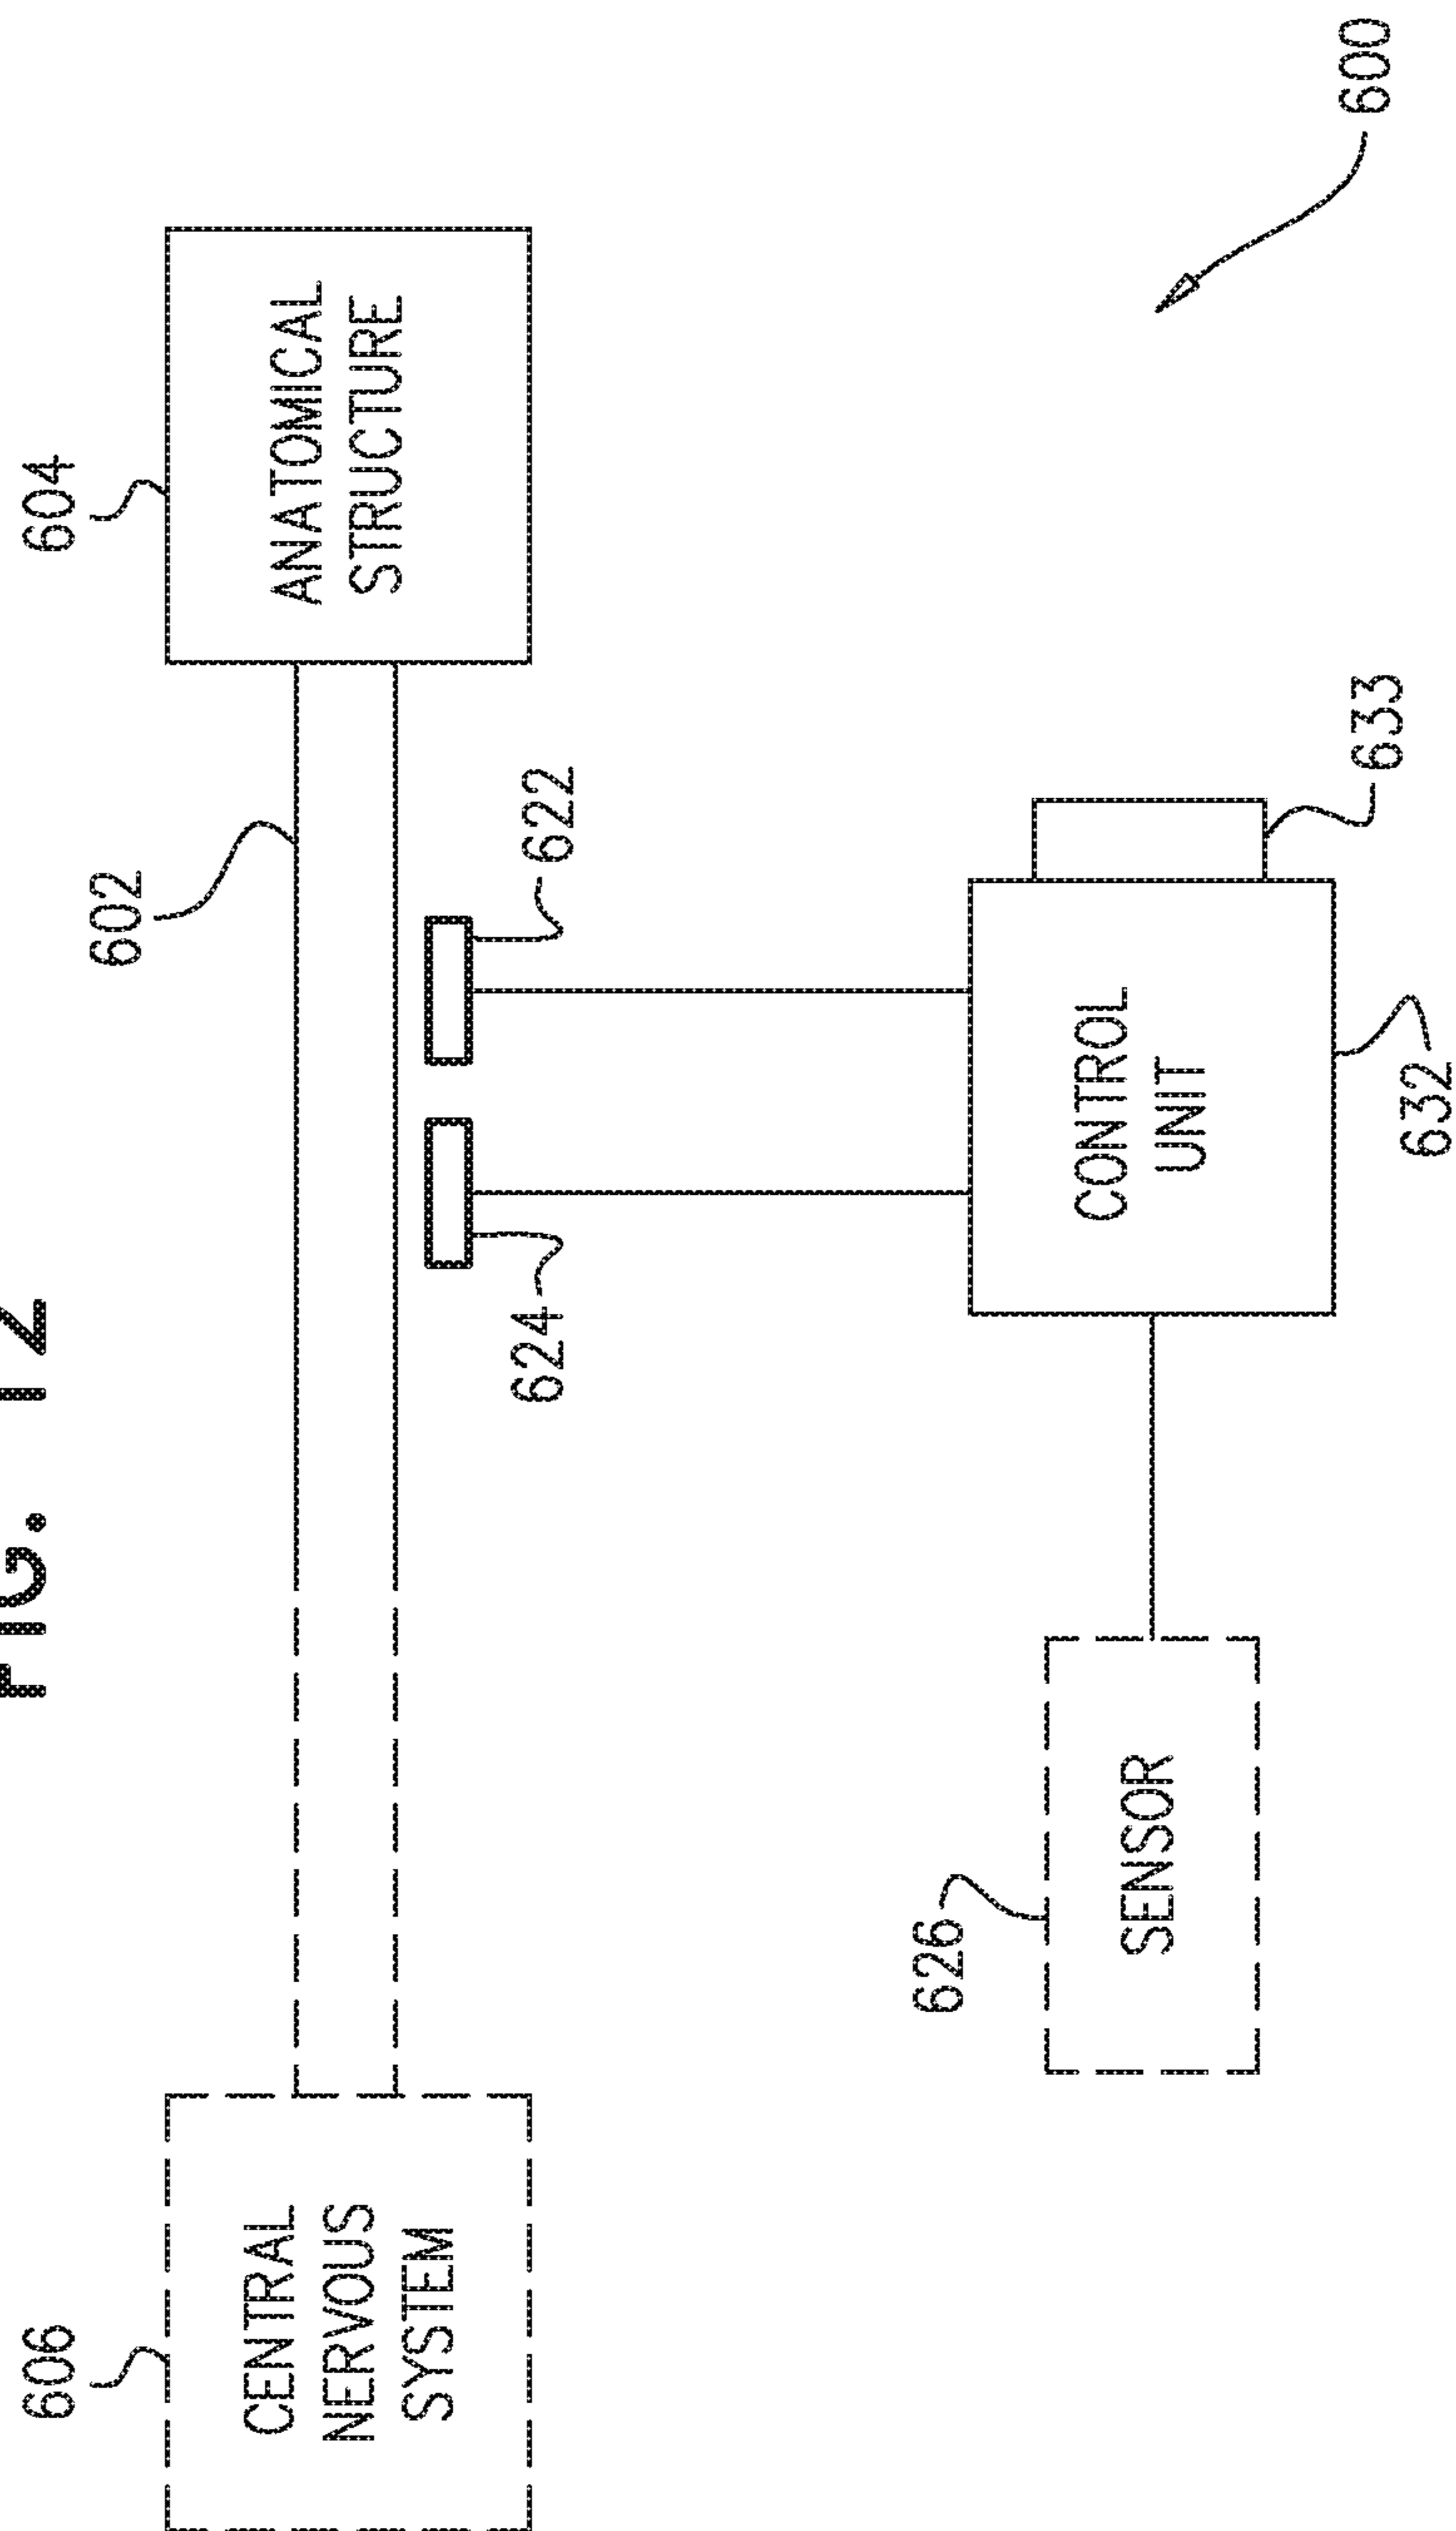 FIG. 12
606
CENTRAL
NERVOUS
SYSTEM
602
604
ANATOMICAL
STRUCTURE
624
622
626
SENSOR
CONTROL
UNIT
632
633
600